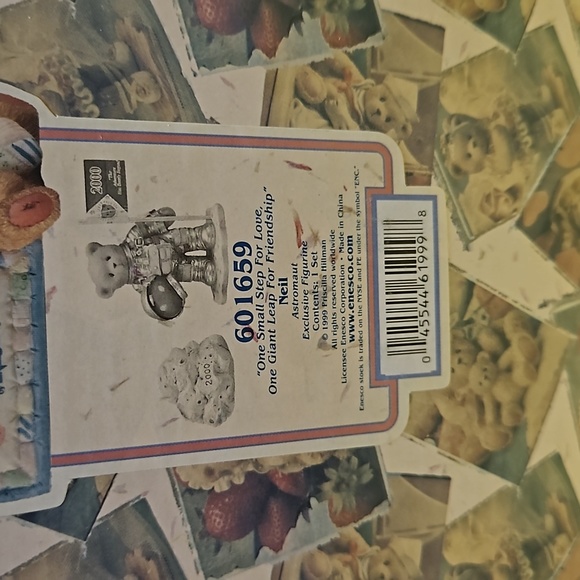 2000
2000
601659
"One Small Step For Love,
One Giant Leap For Friendship"
Neil
Astronaut
Exclusive Figurine
Contents: 1 Set
© 1999 Priscilla Hillman
All rights reserved worldwide
Licensee Enesco Corporation • Made in China
www.enesco.com
Enesco stock is traded on the NYSE and PE under the symbol "ENC."
0 45544 61999 8